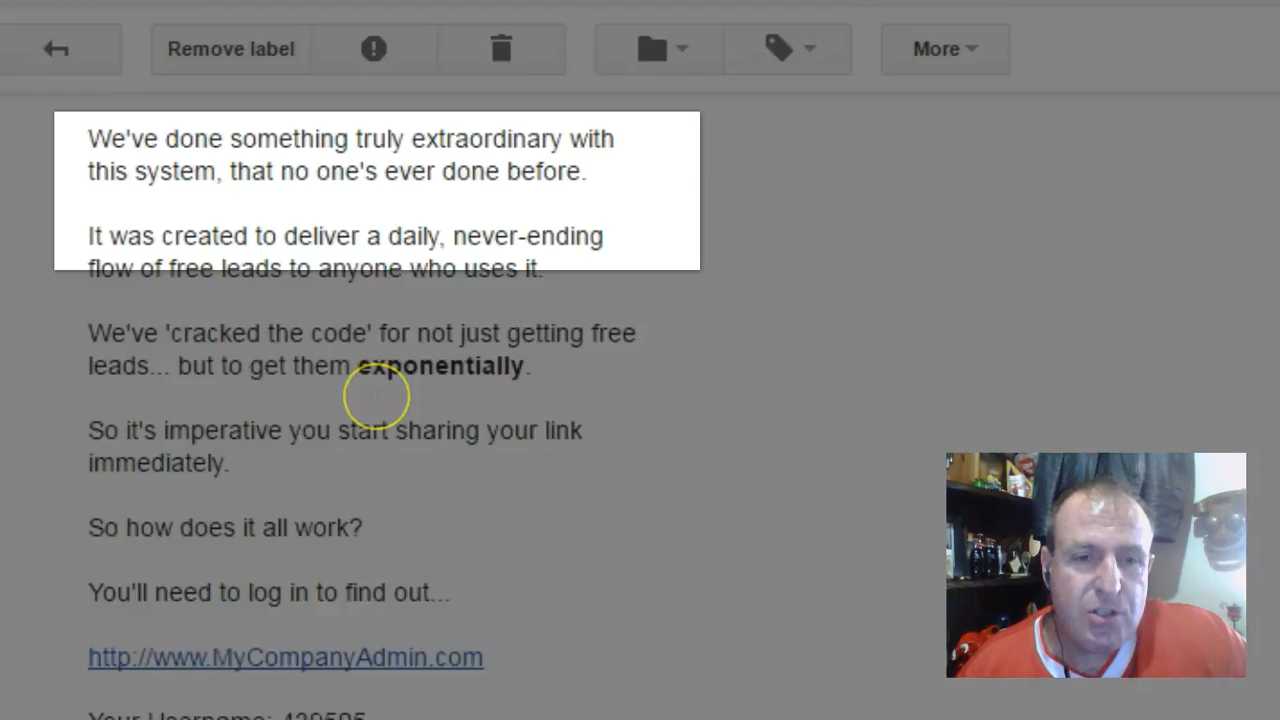 Remove label
More
We've done something truly extraordinary with
this system, that no one's ever done before.
It was created to deliver a daily, never-ending
flow of free leads to anyone who uses it.
We've 'cracked the code' for not just getting free
leads... but to get them exponentially.
So it's imperative you start sharing your link
immediately.
So how does it all work?
You'll need to log in to find out...
http://www.MyCompanyAdmin.com
Your Username: